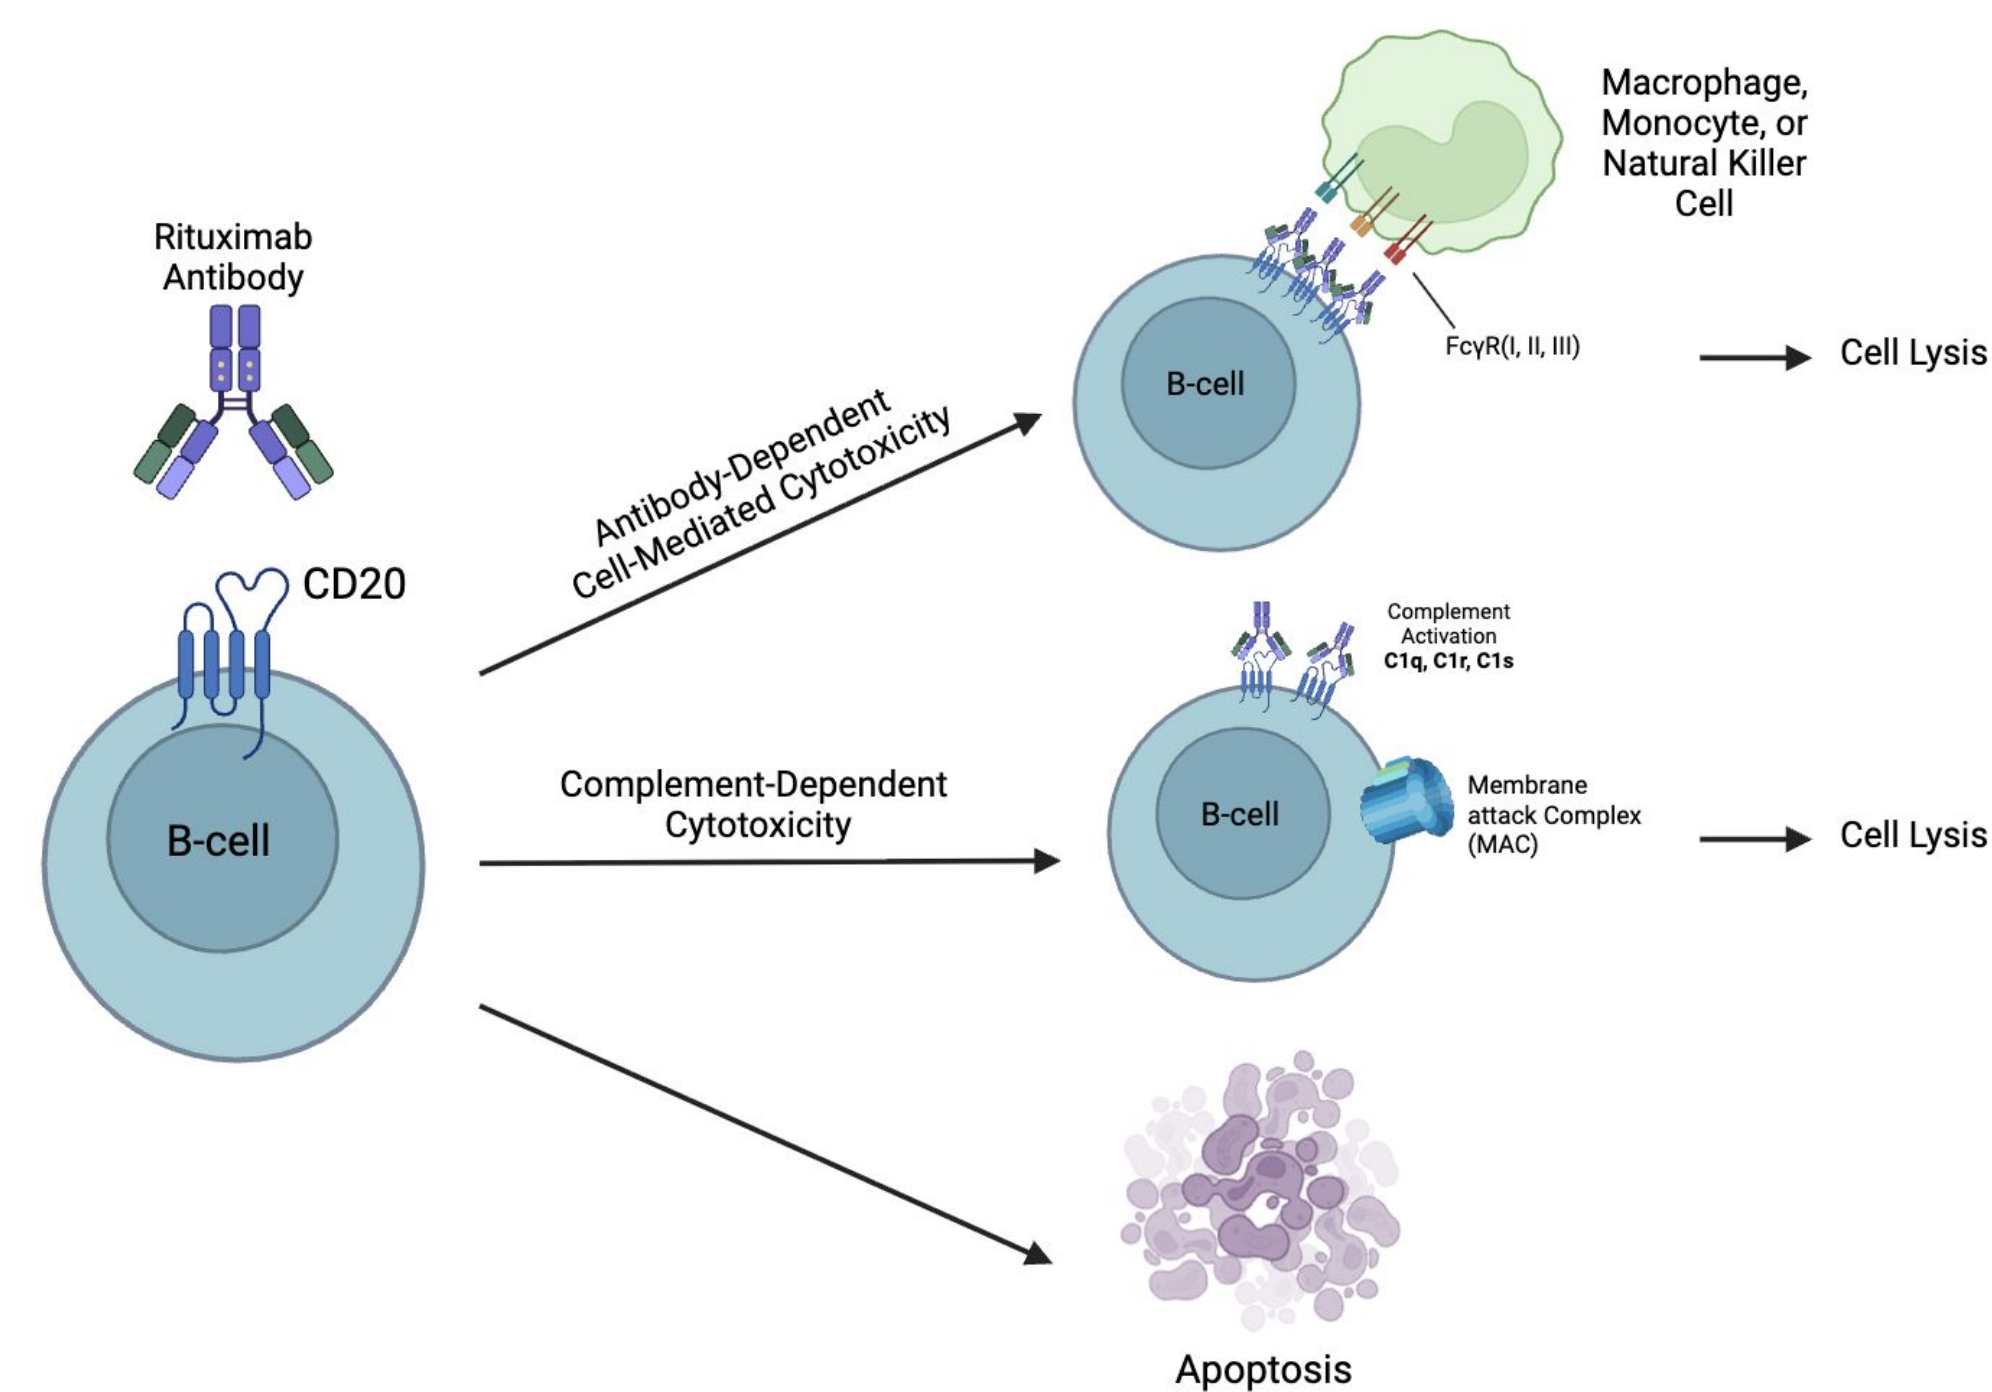 Rituximab
Antibody
CD20
B-cell
Antibody-Dependent
Cell-Mediated Cytotoxicity
Macrophage,
Monocyte, or
Natural Killer
Cell
FcγR(I, II, III)
B-cell
Cell Lysis
Complement-Dependent
Cytotoxicity
Complement
Activation
C1q, C1r, C1s
B-cell
Membrane
attack Complex
(MAC)
Cell Lysis
Apoptosis